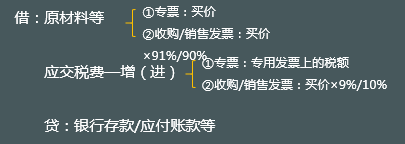 借：原材料等
①专票：买价
②收购/销售发票：买价
×91%/90%
应交税费—增（进）
①专票：专用发票上的税额
②收购/销售发票：买价×9%/10%
贷：银行存款/应付账款等